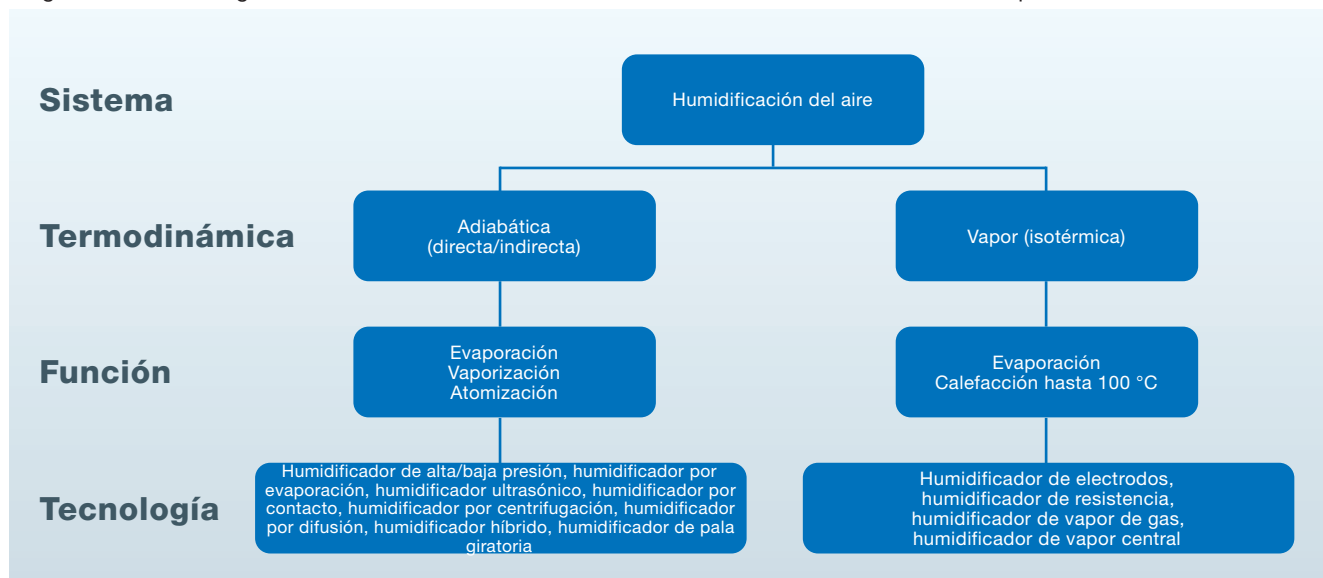 Sistema
Humidificación del aire
Termodinámica
Adiabática
(directa/indirecta)
Vapor (isotérmica)
Función
Evaporación
Vaporización
Atomización
Evaporación
Calefacción hasta 100 °C
Tecnología
Humidificador de alta/baja presión, humidificador por
evaporación, humidificador ultrasónico, humidificador por
contacto, humidificador por centrifugación, humidificador
por difusión, humidificador híbrido, humidificador de pala
giratoria
Humidificador de electrodos,
humidificador de resistencia,
humidificador de vapor de gas,
humidificador de vapor central